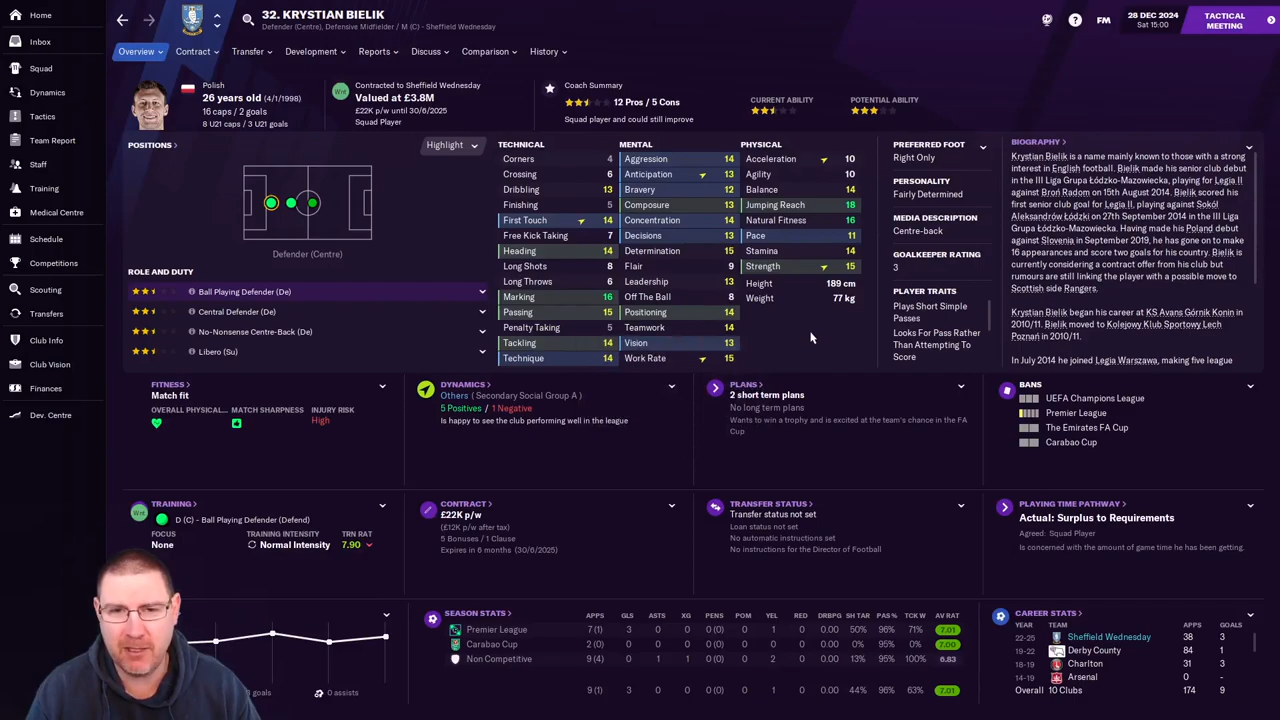 Home
Inbox
Squad
Dynamics
Tactics
Team Report
Staff
Training
Medical Centre
Schedule
Competitions
Scouting
Transfers
Club Info
Club Vision
Finances
Dev. Centre
32. KRYSTIAN BIELIK
Defender (Centre), Defensive Midfielder / M (C) - Sheffield Wednesday
FM
28 DEC 2024
Sat 15:00
TACTICAL
MEETING
Overview
Contract
Transfer
Development
Reports
Discuss
Comparison
History
Polish
26 years old (4/1/1998)
16 caps / 2 goals
8 U21 caps / 3 U21 goals
Wnt
Contracted to Sheffield Wednesday
Valued at £3.8M
£22K p/w until 30/6/2025
Squad Player
Coach Summary
12 Pros / 5 Cons
Squad player and could still improve
CURRENT ABILITY
POTENTIAL ABILITY
POSITIONS
Highlight
Defender (Centre)
ROLE AND DUTY
Ball Playing Defender (De)
Central Defender (De)
No-Nonsense Centre-Back (De)
Libero (Su)
TECHNICAL
Corners 4
Crossing 6
Dribbling 13
Finishing 5
First Touch 14
Free Kick Taking 7
Heading 14
Long Shots 8
Long Throws 6
Marking 16
Passing 15
Penalty Taking 5
Tackling 14
Technique 14
MENTAL
Aggression 14
Anticipation 13
Bravery 12
Composure 13
Concentration 14
Decisions 13
Determination 15
Flair 9
Leadership 13
Off The Ball 8
Positioning 14
Teamwork 14
Vision 13
Work Rate 15
PHYSICAL
Acceleration 10
Agility 10
Balance 14
Jumping Reach 18
Natural Fitness 16
Pace 11
Stamina 14
Strength 15
Height 189 cm
Weight 77 kg
PREFERRED FOOT
Right Only
PERSONALITY
Fairly Determined
MEDIA DESCRIPTION
Centre-back
GOALKEEPER RATING
3
PLAYER TRAITS
Plays Short Simple
Passes
Looks For Pass Rather
Than Attempting To
Score
BIOGRAPHY
Krystian Bielik is a name mainly known to those with a strong
interest in English football. Bielik made his senior club debut
in the III Liga Grupa Łódzko-Mazowiecka, playing for Legia II
against Broń Radom on 15th August 2014. Bielik scored his
first senior club goal for Legia II, playing against Sokół
Aleksandrów Łódzki on 27th September 2014 in the III Liga
Grupa Łódzko-Mazowiecka. Having made his Poland debut
against Slovenia in September 2019, he has gone on to make
16 appearances and score two goals for his country. Bielik is
currently considering a contract offer from his club but
rumours are still linking the player with a possible move to
Scottish side Rangers.
Krystian Bielik began his career at KS Avans Górnik Konin in
2010/11. Bielik moved to Kolejowy Klub Sportowy Lech
Poznań in 2010/11.
In July 2014 he joined Legia Warszawa, making five league
FITNESS
Match fit
OVERALL PHYSICAL... MATCH SHARPNESS INJURY RISK
High
DYNAMICS
Others ( Secondary Social Group A )
5 Positives / 1 Negative
Is happy to see the club performing well in the league
PLANS
2 short term plans
No long term plans
Wants to win a trophy and is excited at the team's chance in the FA
Cup
BANS
UEFA Champions League
Premier League
The Emirates FA Cup
Carabao Cup
TRAINING
Wnt
D (C) - Ball Playing Defender (Defend)
FOCUS TRAINING INTENSITY TRN RAT
None Normal Intensity 7.90
CONTRACT
£22K p/w
(£12K p/w after tax)
5 Bonuses / 1 Clause
Expires in 6 months (30/6/2025)
TRANSFER STATUS
Transfer status not set
Loan status not set
No automatic instructions set
No instructions for the Director of Football
PLAYING TIME PATHWAY
Actual: Surplus to Requirements
Agreed: Squad Player
Is concerned with the amount of game time he has been getting.
goals 0 assists
SEASON STATS APPS GLS ASTS XG PENS POM YEL RED DRBPG SH TAR PAS% TCK W AV RAT
Premier League 7 (1) 3 0 0 0 (0) 0 1 0 0.00 50% 96% 71% 7.01
Carabao Cup 2 (0) 0 0 0 0 (0) 0 0 0 0.00 0% 95% 0% 7.00
Non Competitive 9 (4) 0 1 1 0 (0) 0 2 0 0.00 13% 95% 100% 6.83
9 (1) 3 0 0 0 (0) 0 1 0 0.00 44% 96% 63% 7.01
CAREER STATS
YEAR TEAM APPS GOALS
22-25 Sheffield Wednesday 38 3
19-22 Derby County 84 1
18-19 Charlton 31 3
14-19 Arsenal 0 -
Overall 10 Clubs 174 9